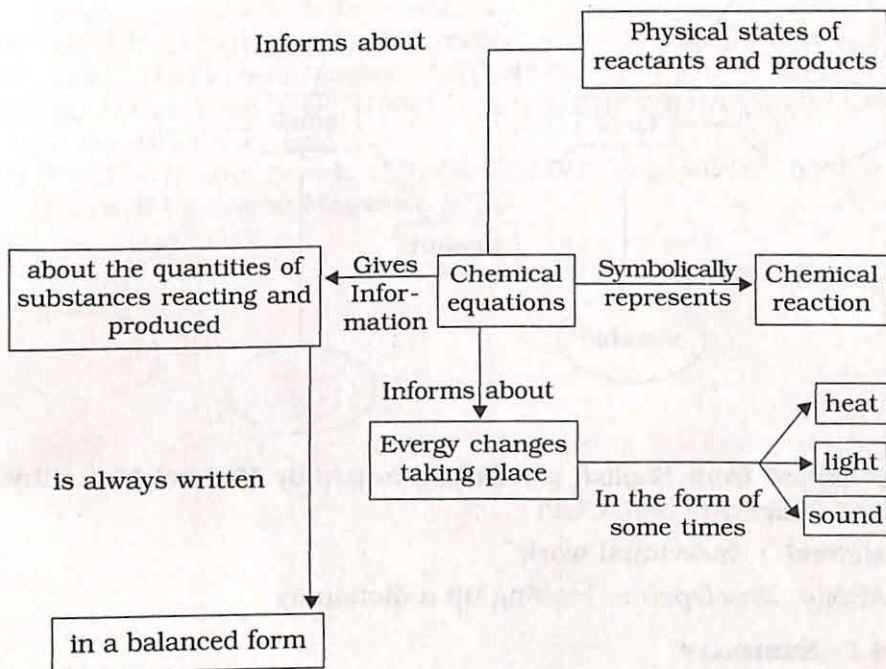 Informs about
Physical states of
reactants and products
about the quantities of
substances reacting and
produced
Gives
Infor-
mation
Chemical
equations
Symbolically
represents
Chemical
reaction
Informs about
Evergy changes
taking place
heat
light
sound
In the form of
some times
is always written
in a balanced form